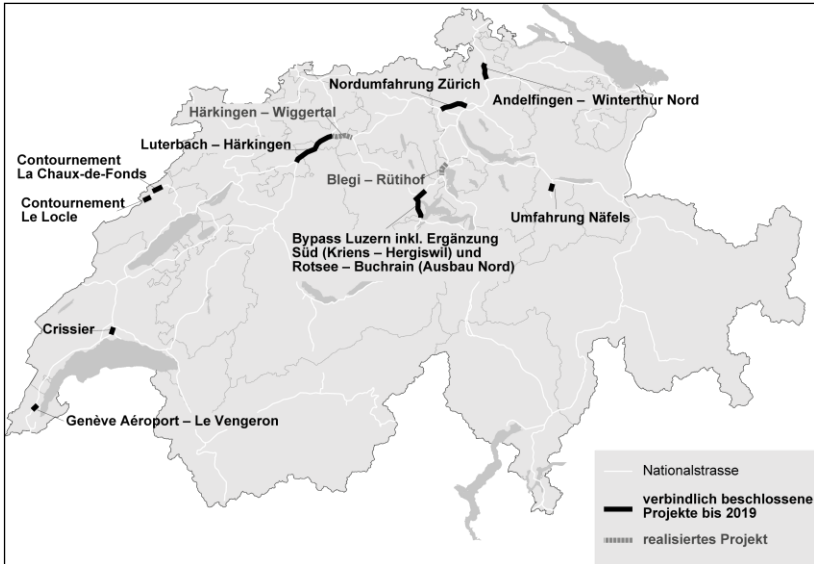 Nordumfahrung Zürich
Andelfingen – Winterthur Nord
Härkingen – Wiggertal
Luterbach – Härkingen
Contournement
La Chaux-de-Fonds
Blegi – Rütihof
Contournement
Le Locle
Umfahrung Näfels
Bypass Luzern inkl. Ergänzung
Süd (Kriens – Hergiswil) und
Rotsee – Buchrain (Ausbau Nord)
Crissier
Genève Aéroport – Le Vengeron
Nationalstrasse
verbindlich beschlossene
Projekte bis 2019
realisiertes Projekt